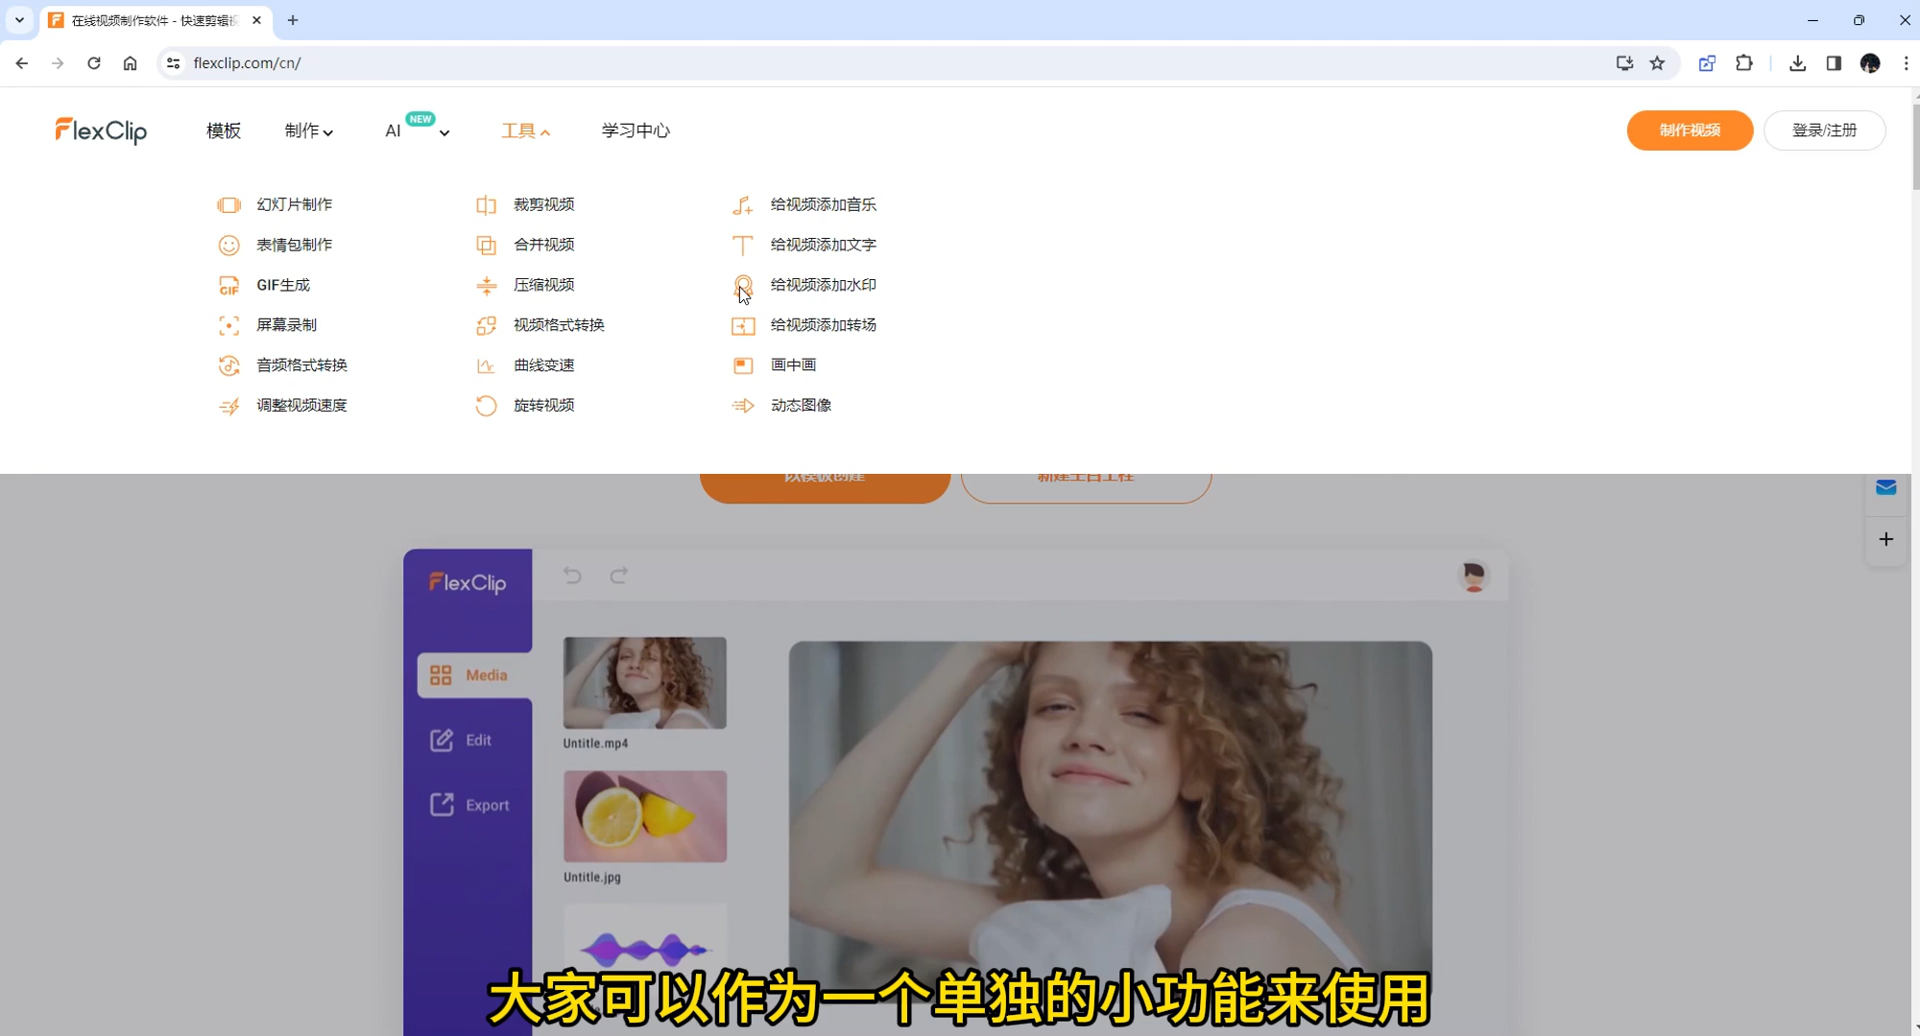 在线视频制作软件 - 快速剪辑视
flexclip.com/cn/
FlexClip
模板
制作
AI
NEW
工具
学习中心
制作视频
登录/注册
幻灯片制作
裁剪视频
给视频添加音乐
表情包制作
合并视频
给视频添加文字
GIF
GIF生成
压缩视频
给视频添加水印
屏幕录制
视频格式转换
给视频添加转场
音频格式转换
曲线变速
画中画
调整视频速度
旋转视频
动态图像
以模板创建
FlexClip
Media
Edit
Export
Untitle.mp4
Untitle.jpg
大家可以作为一个单独的小功能来使用